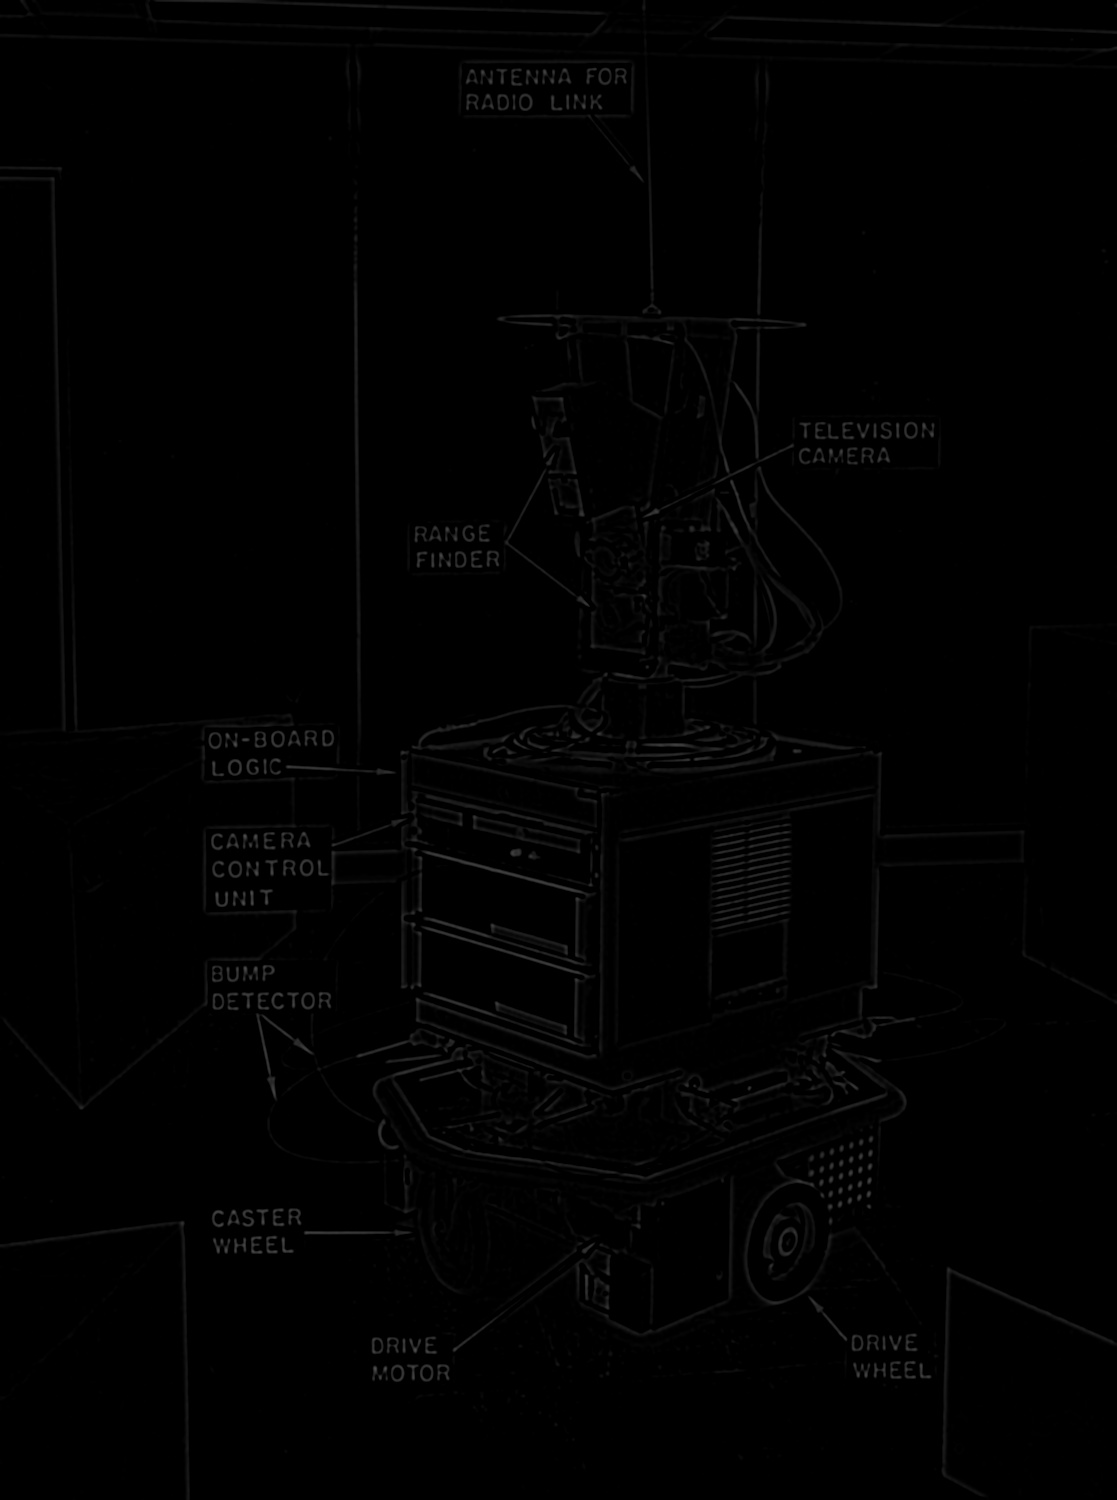 ANTENNA FOR
RADIO LINK
TELEVISION
CAMERA
RANGE
FINDER
ON-BOARD
LOGIC
CAMERA
CONTROL
UNIT
BUMP
DETECTOR
CASTER
WHEEL
DRIVE
MOTOR
DRIVE
WHEEL